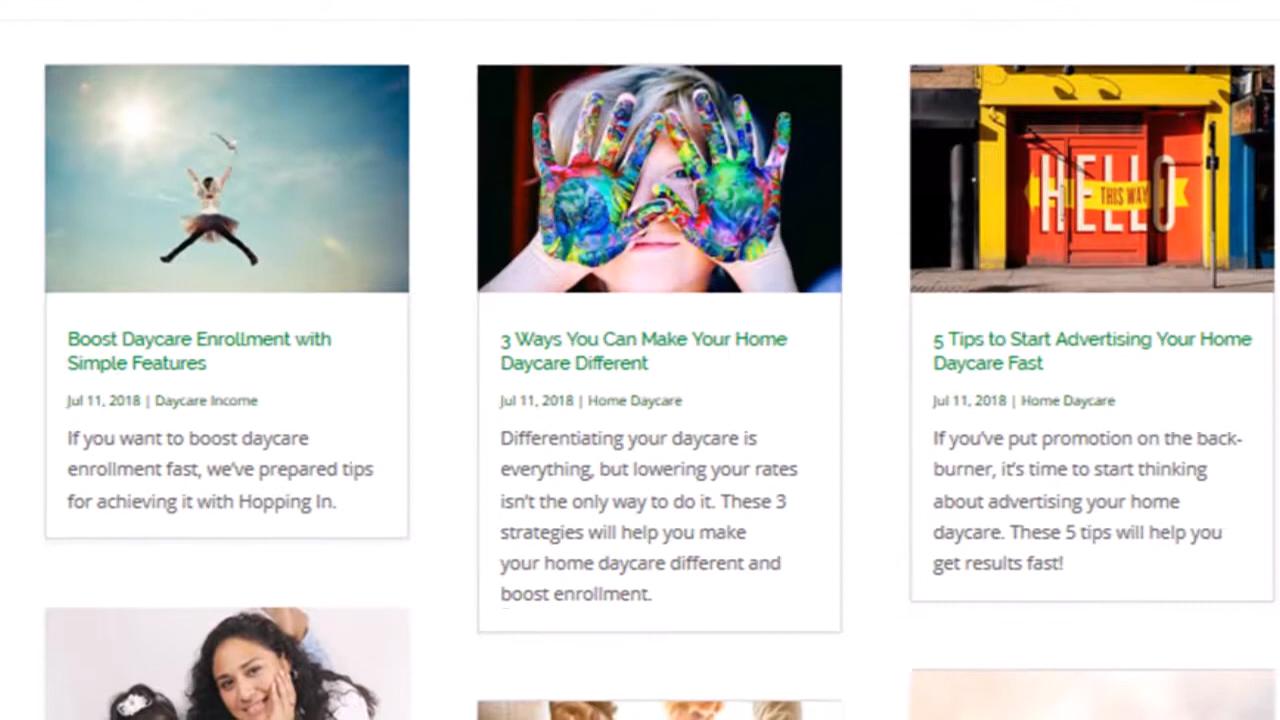 HELLO
THIS WAY
Boost Daycare Enrollment with
Simple Features
Jul 11, 2018 | Daycare Income
If you want to boost daycare
enrollment fast, we've prepared tips
for achieving it with Hopping In.
3 Ways You Can Make Your Home
Daycare Different
Jul 11, 2018 | Home Daycare
Differentiating your daycare is
everything, but lowering your rates
isn't the only way to do it. These 3
strategies will help you make
your home daycare different and
boost enrollment.
5 Tips to Start Advertising Your Home
Daycare Fast
Jul 11, 2018 | Home Daycare
If you've put promotion on the back-
burner, it's time to start thinking
about advertising your home
daycare. These 5 tips will help you
get results fast!